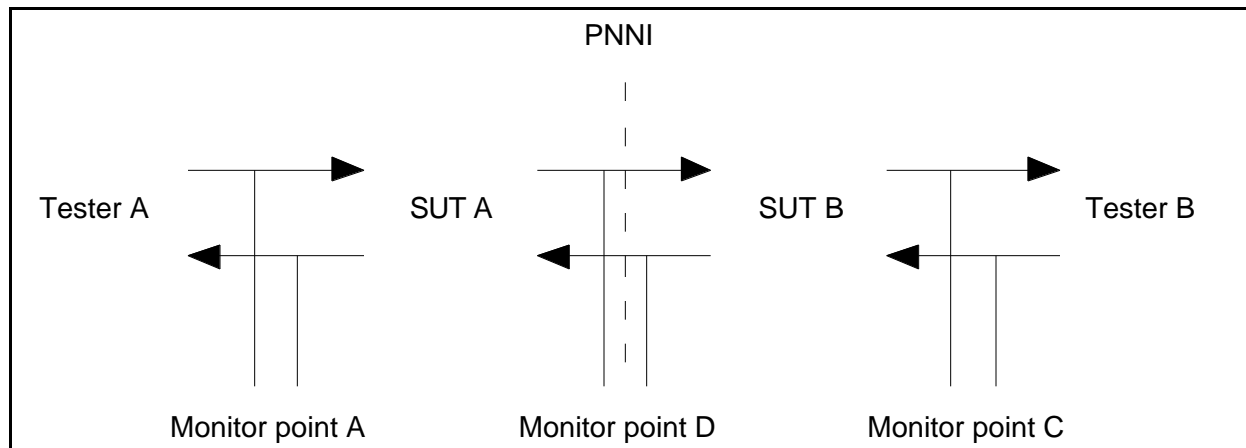 PNNI
Tester A
SUT A
SUT B
Tester B
Monitor point A
Monitor point D
Monitor point C